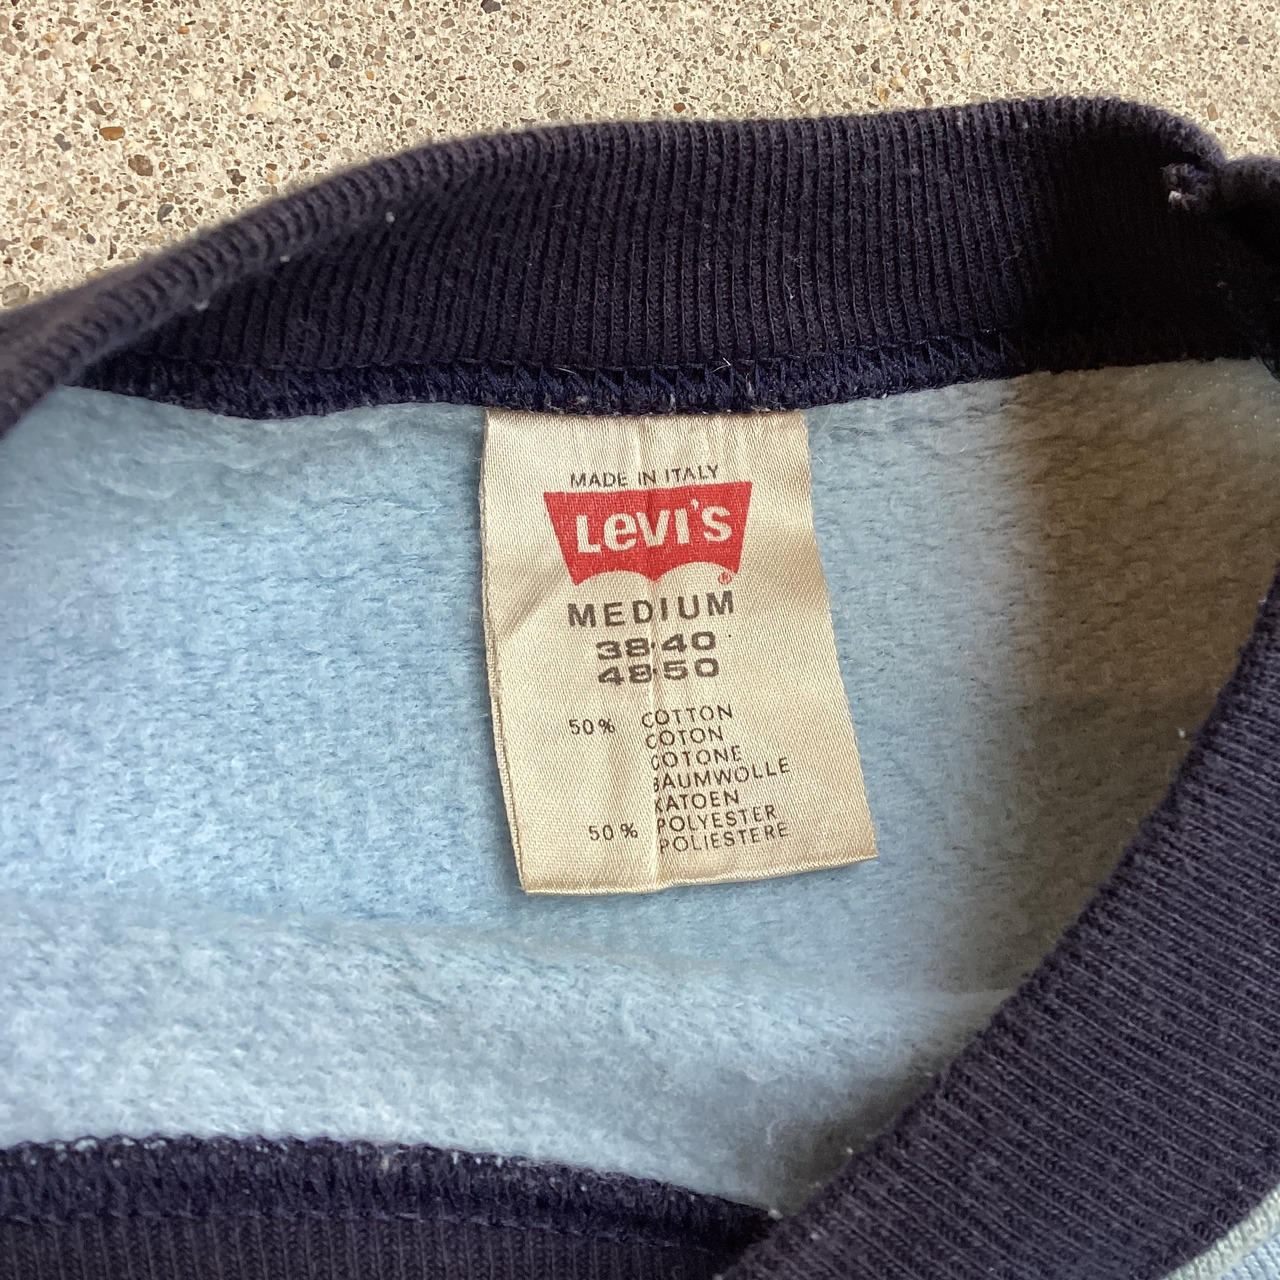 MADE IN ITALY
Levi's ®
MEDIUM
38·40
48·50
50% COTTON
COTON
COTONE
BAUMWOLLE
KATOEN
50% POLYESTER
POLIESTERE